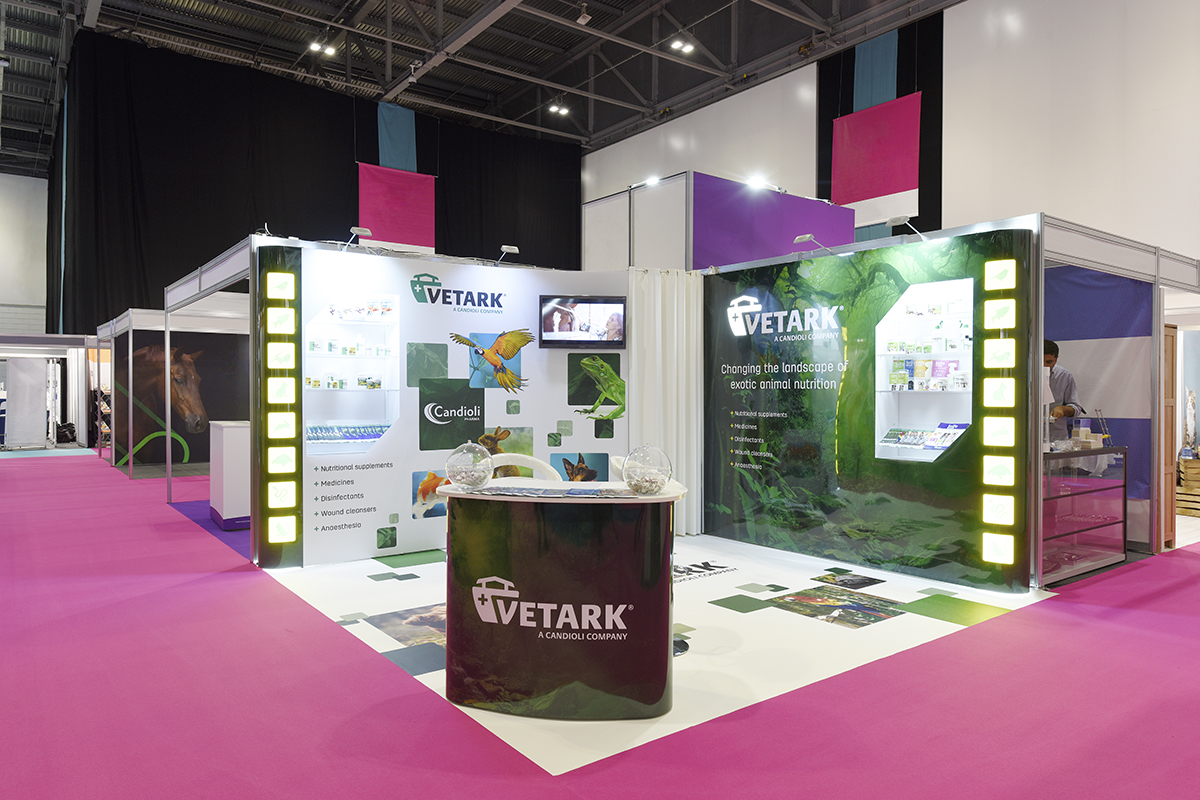 VETARK®
A CANDIOLI COMPANY
Candioli
PHARMA
+ Nutritional supplements
+ Medicines
+ Disinfectants
+ Wound cleansers
+ Anaesthesia
VETARK®
A CANDIOLI COMPANY
Changing the landscape of
exotic animal nutrition
+ Nutritional supplements
+ Medicines
+ Disinfectants
+ Wound cleansers
+ Anaesthesia
VETARK®
A CANDIOLI COMPANY